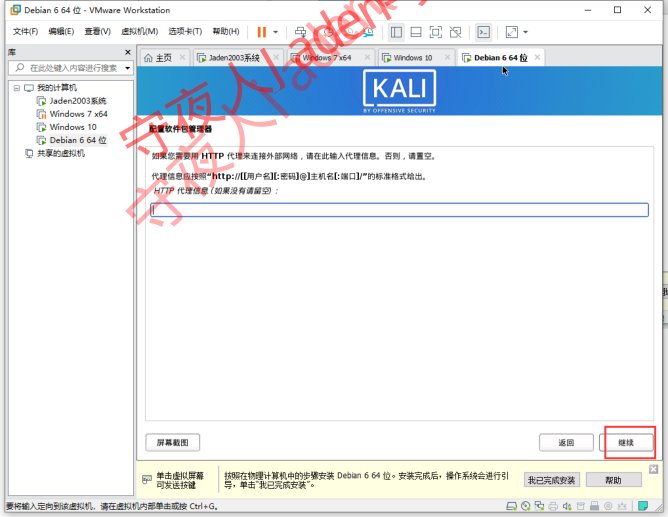 Debian 6 64 位 - VMware Workstation
文件(F) 编辑(E) 查看(V) 虚拟机(M) 选项卡(T) 帮助(H)
库
在此处键入内容进行搜索
我的计算机
Jaden2003系统
Windows 7 x64
Windows 10
Debian 6 64 位
共享的虚拟机
主页 Jaden2003系统 Windows 7 x64 Windows 10 Debian 6 64 位
守夜人/Jaden
KALI
BY OFFENSIVE SECURITY
配置软件包管理器
如果您需要用 HTTP 代理来连接外部网络，请在此输入代理信息。否则，请置空。
代理信息应按照“http://[[用户名][:密码]@]主机名[:端口]/”的标准格式给出。
HTTP 代理信息 (如果没有请留空)：
屏幕截图 返回 继续
单击虚拟屏幕
可发送按键
按照在物理计算机中的步骤安装 Debian 6 64 位。安装完成后，操作系统会进行引
导，单击“我已完成安装”。
我已完成安装 帮助
要将输入定向到该虚拟机，请在虚拟机内部单击或按 Ctrl+G。